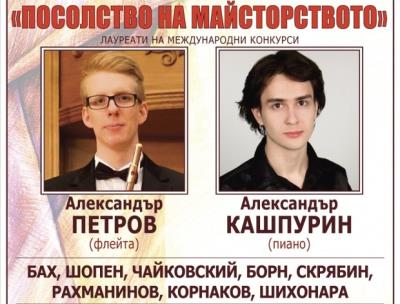 «ПОСОЛСТВО НА МАЙСТОРСТВОТО»
ЛАУРЕАТИ НА МЕЖДУНАРОДНИ КОНКУРСИ
Александър
ПЕТРОВ
(флейта)
Александър
КАШПУРИН
(пиано)
БАХ, ШОПЕН, ЧАЙКОВСКИЙ, БОРН, СКРЯБИН,
РАХМАНИНОВ, КОРНАКОВ, ШИХОНАРА